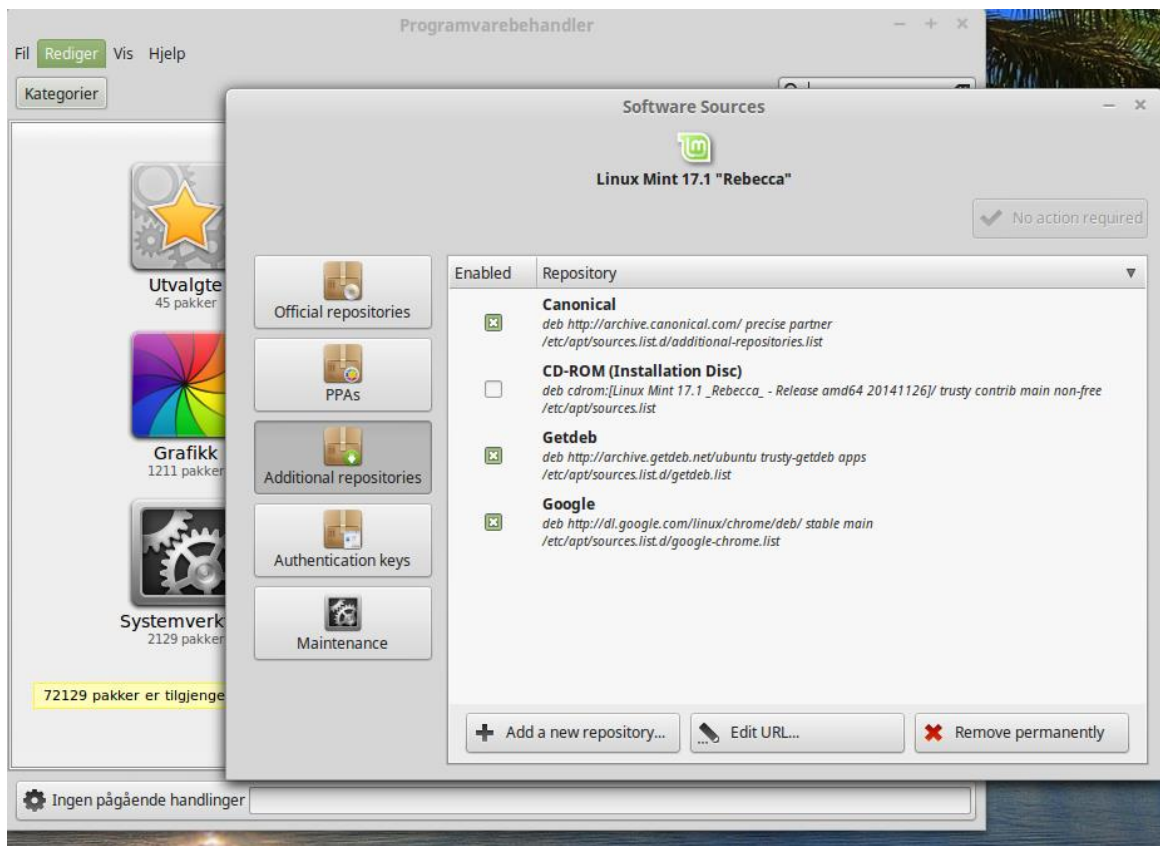 Programvarebehandler
Fil Rediger Vis Hjelp
Kategorier
Utvalgte
45 pakker
Grafikk
1211 pakker
Systemverk
2129 pakker
72129 pakker er tilgjenge
Ingen pågående handlinger
Software Sources
Linux Mint 17.1 "Rebecca"
No action required
Official repositories
PPAs
Additional repositories
Authentication keys
Maintenance
Enabled Repository
Canonical
deb http://archive.canonical.com/ precise partner
/etc/apt/sources.list.d/additional-repositories.list
CD-ROM (Installation Disc)
deb cdrom:[Linux Mint 17.1 _Rebecca_ - Release amd64 20141126]/ trusty contrib main non-free
/etc/apt/sources.list
Getdeb
deb http://archive.getdeb.net/ubuntu trusty-getdeb apps
/etc/apt/sources.list.d/getdeb.list
Google
deb http://dl.google.com/linux/chrome/deb/ stable main
/etc/apt/sources.list.d/google-chrome.list
Add a new repository... Edit URL... Remove permanently